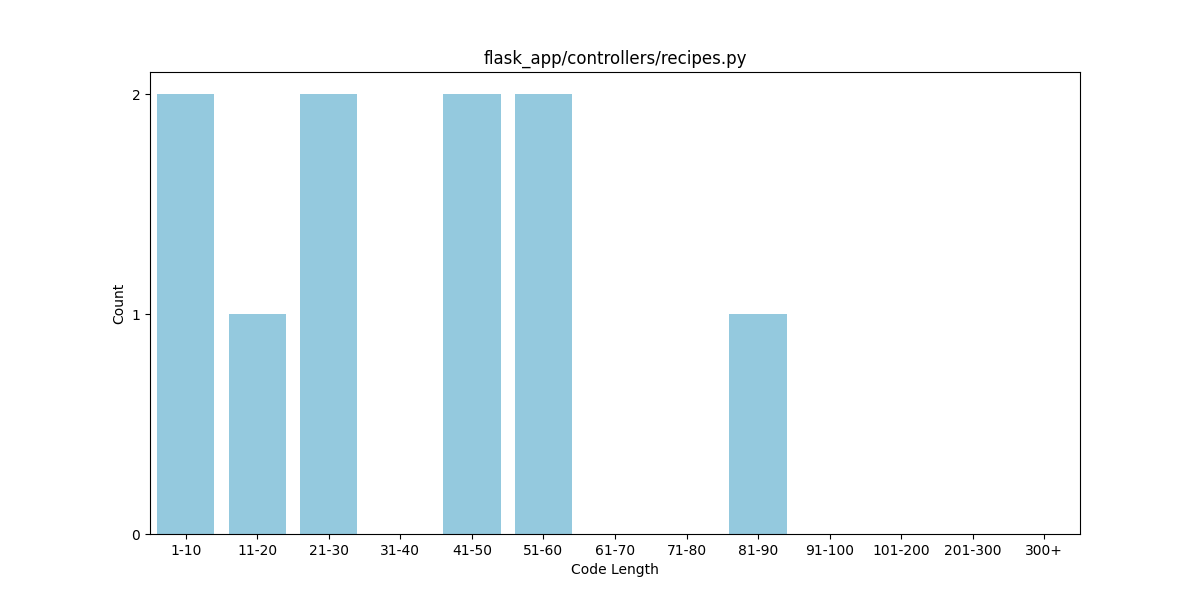 flask_app/controllers/recipes.py
2
1
0
Count
1-10 11-20 21-30 31-40 41-50 51-60 61-70 71-80 81-90 91-100 101-200 201-300 300+
Code Length